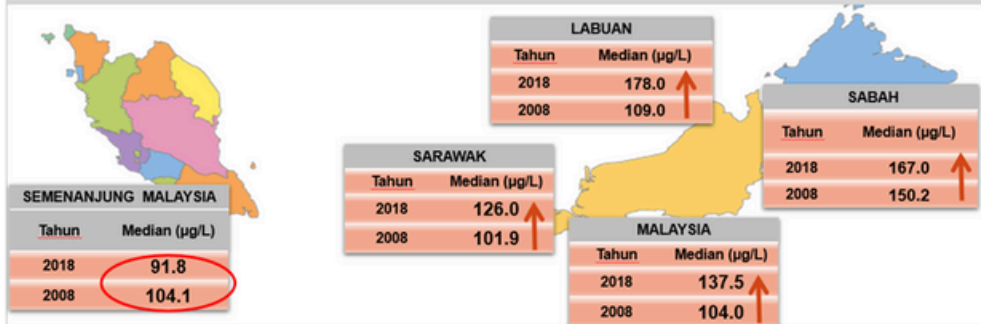 LABUAN
Tahun Median (µg/L)
2018 178.0
2008 109.0
SABAH
Tahun Median (µg/L)
2018 167.0
2008 150.2
SARAWAK
Tahun Median (µg/L)
2018 126.0
2008 101.9
SEMENANJUNG MALAYSIA
Tahun Median (µg/L)
2018 91.8
2008 104.1
MALAYSIA
Tahun Median (µg/L)
2018 137.5
2008 104.0